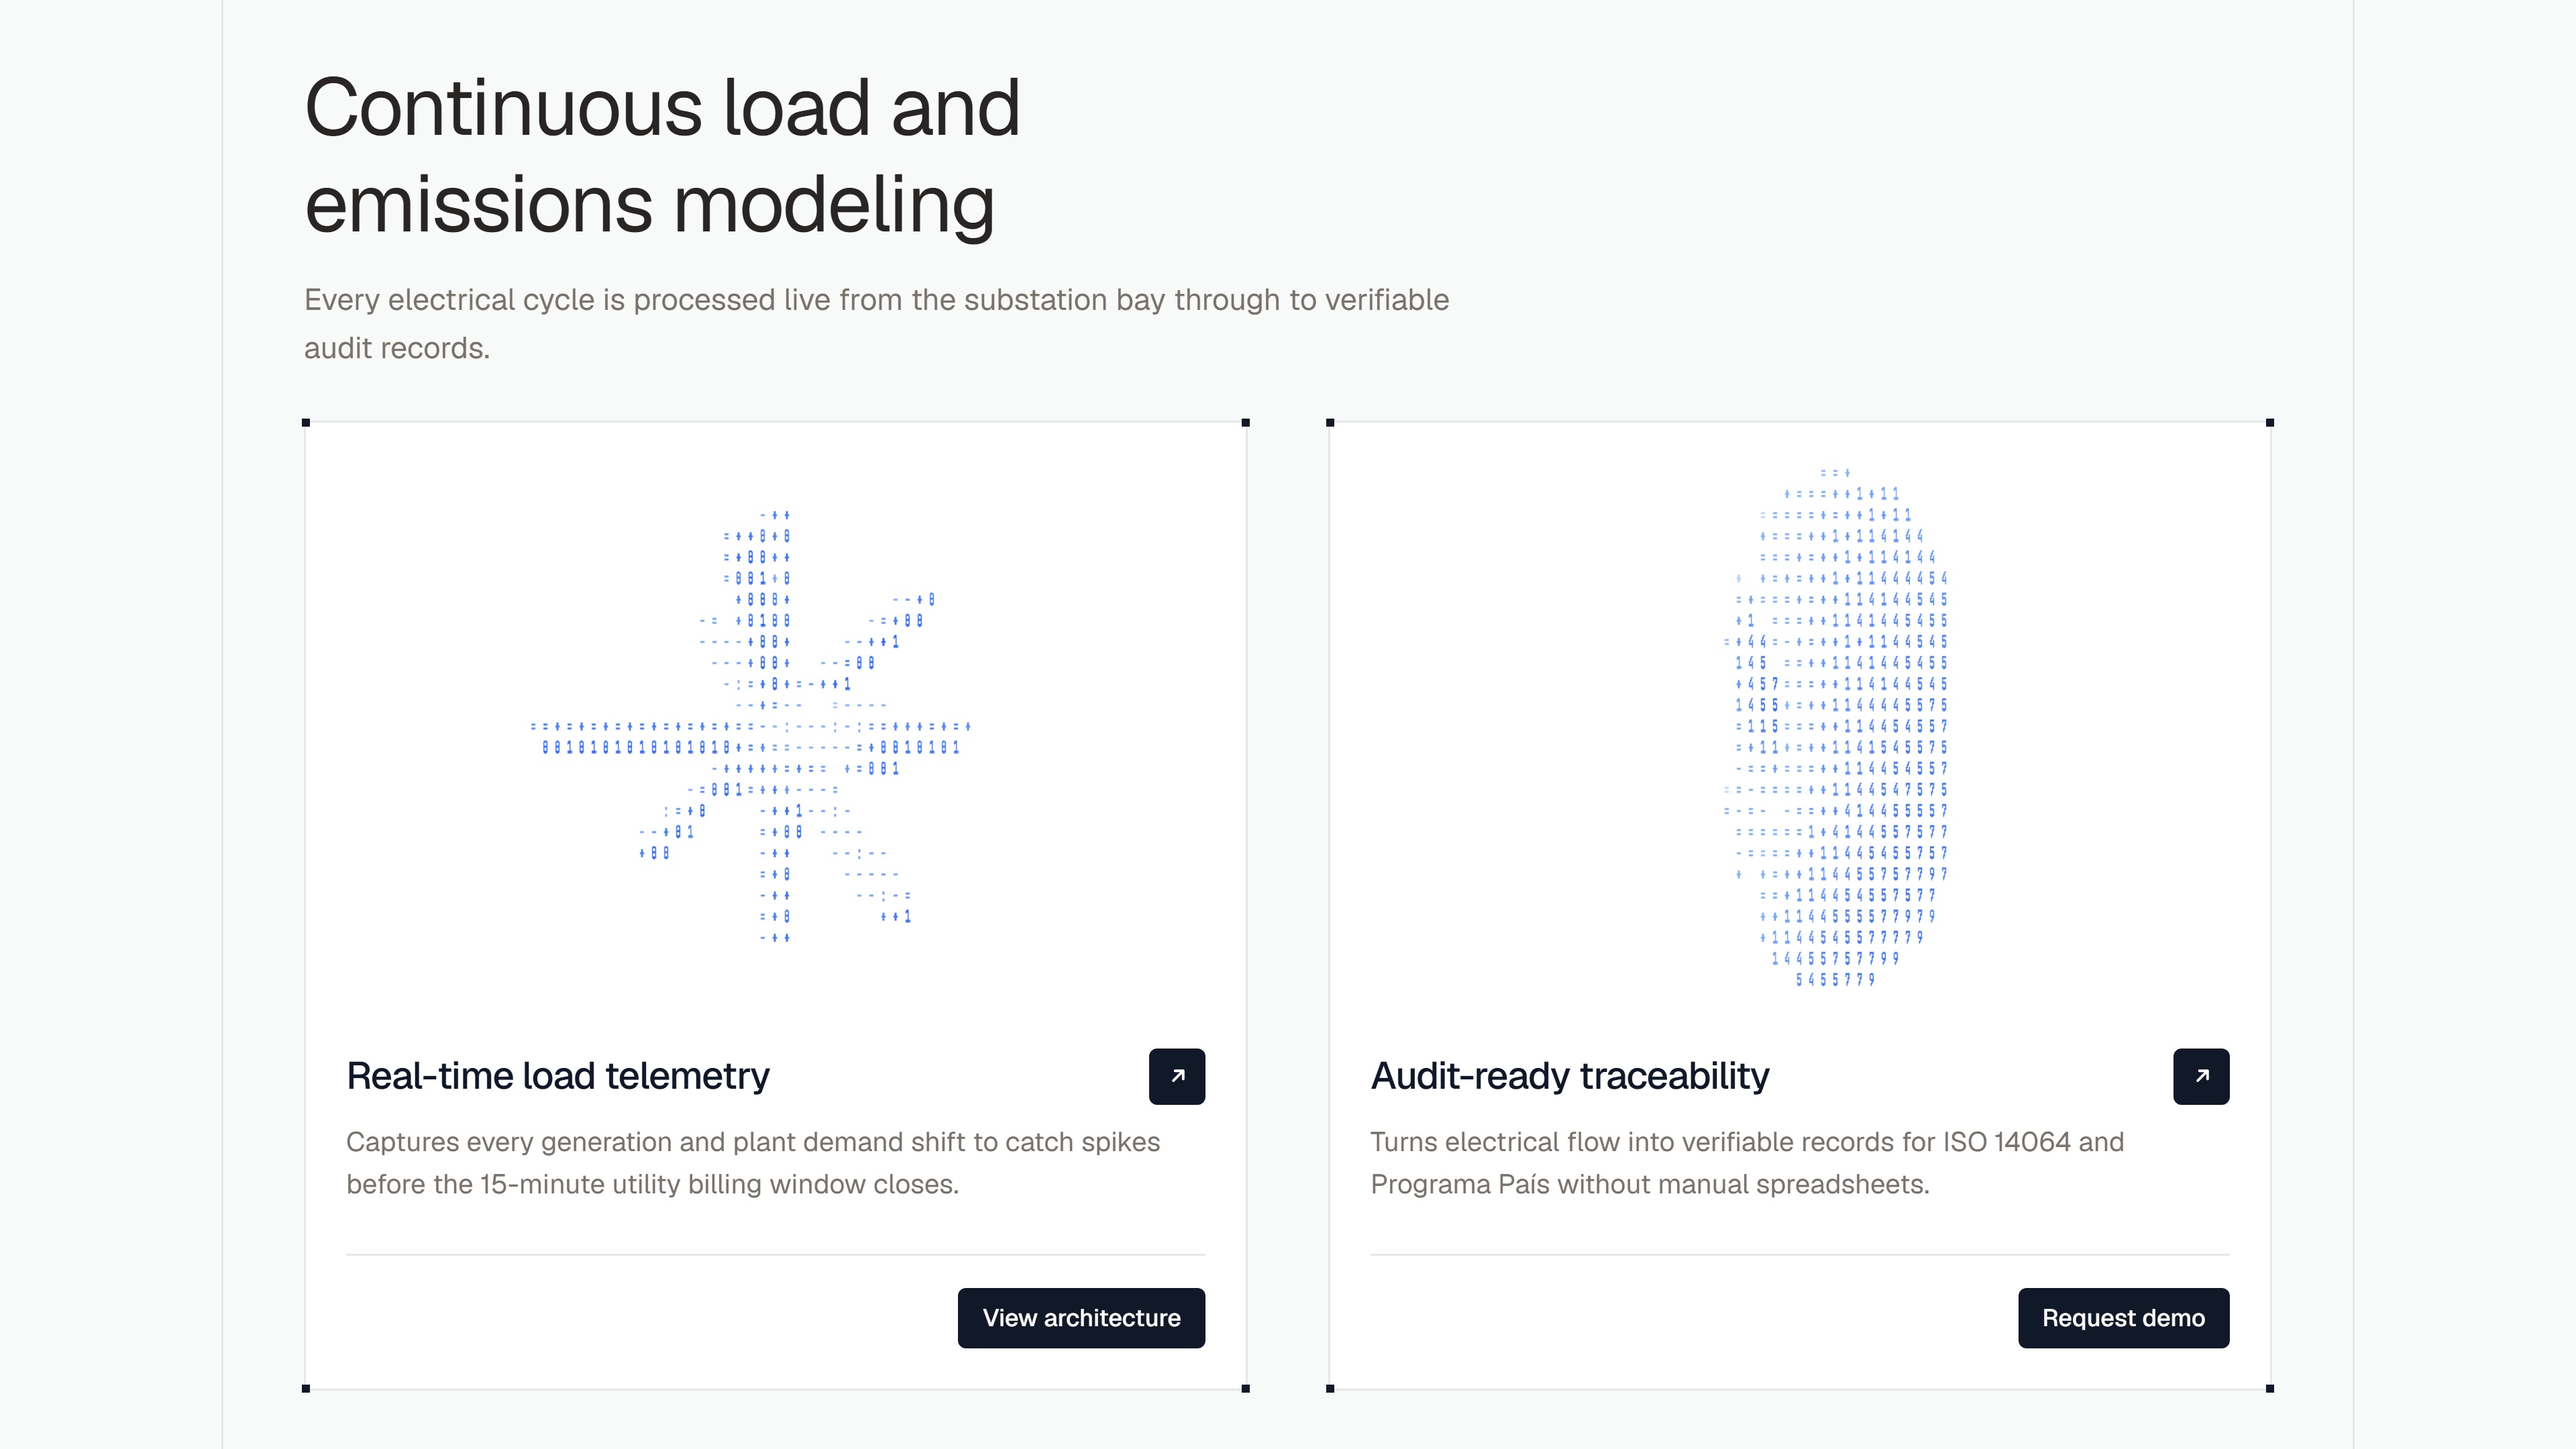 Continuous load and
emissions modeling
Every electrical cycle is processed live from the substation bay through to verifiable
audit records.
Real-time load telemetry
Captures every generation and plant demand shift to catch spikes
before the 15-minute utility billing window closes.
View architecture
Audit-ready traceability
Turns electrical flow into verifiable records for ISO 14064 and
Programa País without manual spreadsheets.
Request demo